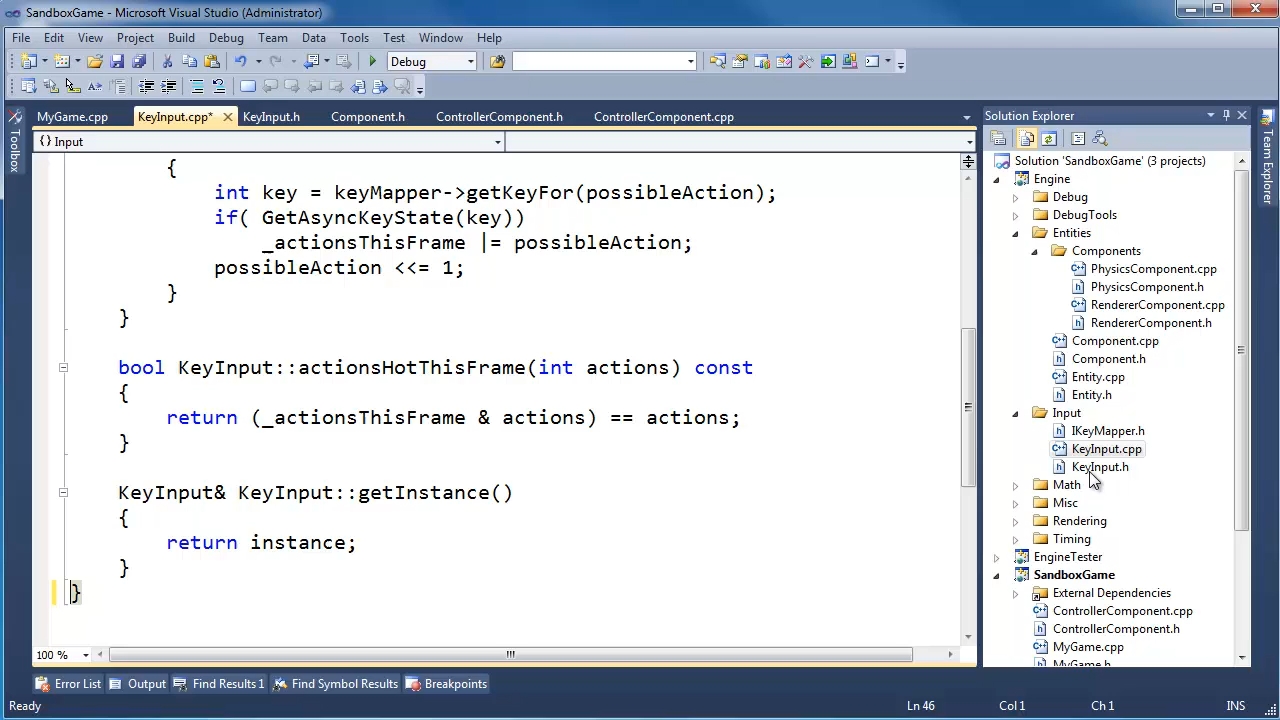 SandboxGame - Microsoft Visual Studio (Administrator)
File Edit View Project Build Debug Team Data Tools Test Window Help
Debug
MyGame.cpp KeyInput.cpp* KeyInput.h Component.h ControllerComponent.h ControllerComponent.cpp
{} Input
{
int key = keyMapper->getKeyFor(possibleAction);
if( GetAsyncKeyState(key))
_actionsThisFrame |= possibleAction;
possibleAction <<= 1;
}
}
bool KeyInput::actionsHotThisFrame(int actions) const
{
return (_actionsThisFrame & actions) == actions;
}
KeyInput& KeyInput::getInstance()
{
return instance;
}
}
100 %
Toolbox
Solution Explorer
Solution 'SandboxGame' (3 projects)
Engine
Debug
DebugTools
Entities
Components
PhysicsComponent.cpp
PhysicsComponent.h
RendererComponent.cpp
RendererComponent.h
Component.cpp
Component.h
Entity.cpp
Entity.h
Input
IKeyMapper.h
KeyInput.cpp
KeyInput.h
Math
Misc
Rendering
Timing
EngineTester
SandboxGame
External Dependencies
ControllerComponent.cpp
ControllerComponent.h
MyGame.cpp
MyGame.h
Team Explorer
Error List Output Find Results 1 Find Symbol Results Breakpoints
Ready Ln 46 Col 1 Ch 1 INS